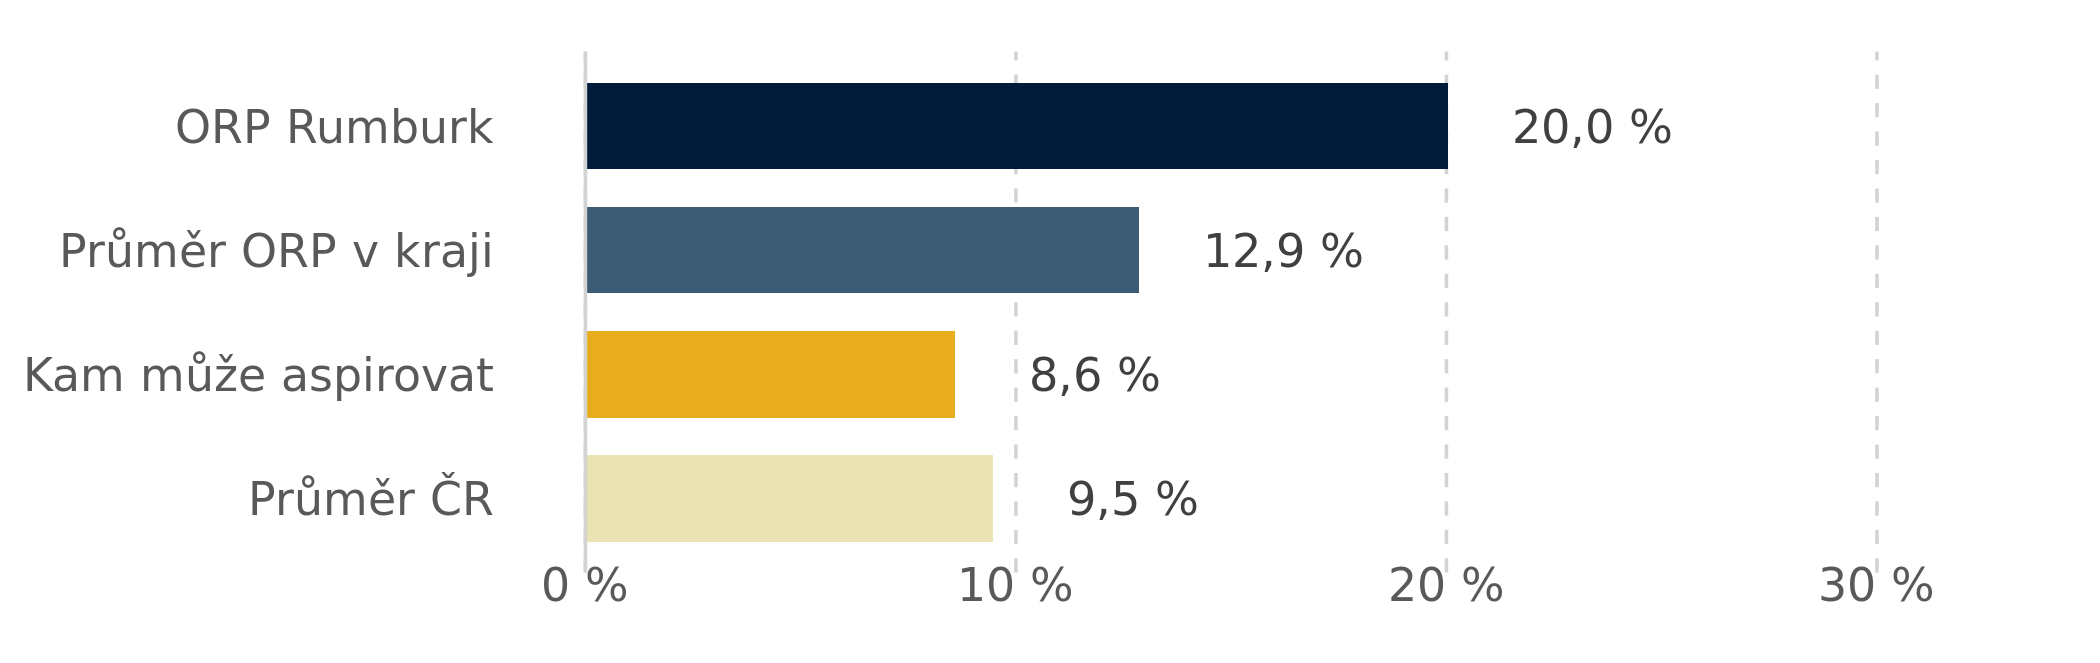 ORP Rumburk 20,0 %
Průměr ORP v kraji 12,9 %
Kam může aspirovat 8,6 %
Průměr ČR 9,5 %
0 % 10 % 20 % 30 %